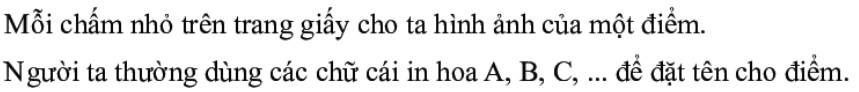 Mỗi chấm nhỏ trên trang giấy cho ta hình ảnh của một điểm.
Người ta thường dùng các chữ cái in hoa A, B, C, ... để đặt tên cho điểm.